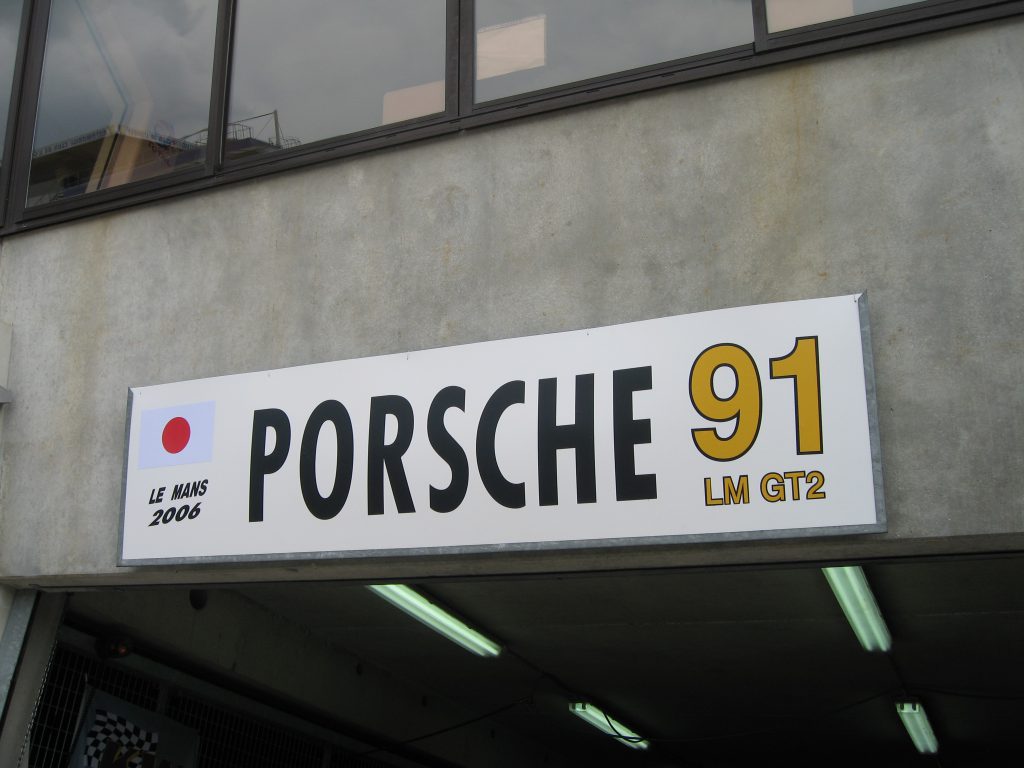 PORSCHE
91
LE MANS
2006
LM GT2